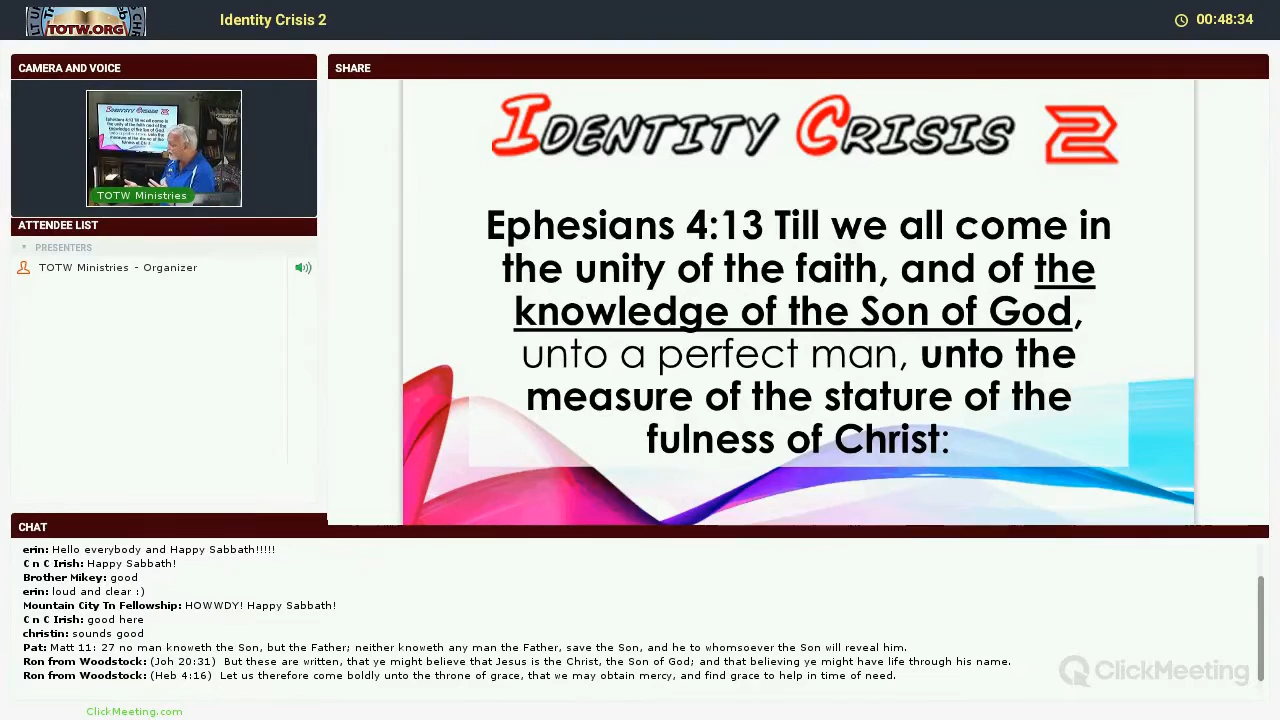 TOTW.ORG
Identity Crisis 2
00:48:34
CAMERA AND VOICE
TOTW Ministries
ATTENDEE LIST
PRESENTERS
TOTW Ministries - Organizer
SHARE
IDENTITY CRISIS 2
Ephesians 4:13 Till we all come in
the unity of the faith, and of the
knowledge of the Son of God,
unto a perfect man, unto the
measure of the stature of the
fulness of Christ:
CHAT
erin: Hello everybody and Happy Sabbath!!!!!
C n C Irish: Happy Sabbath!
Brother Mikey: good
erin: loud and clear :)
Mountain City Tn Fellowship: HOWWDY! Happy Sabbath!
C n C Irish: good here
christin: sounds good
Pat: Matt 11: 27 no man knoweth the Son, but the Father; neither knoweth any man the Father, save the Son, and he to whomsoever the Son will reveal him.
Ron from Woodstock: (Joh 20:31) But these are written, that ye might believe that Jesus is the Christ, the Son of God; and that believing ye might have life through his name.
Ron from Woodstock: (Heb 4:16) Let us therefore come boldly unto the throne of grace, that we may obtain mercy, and find grace to help in time of need.
ClickMeeting
ClickMeeting.com